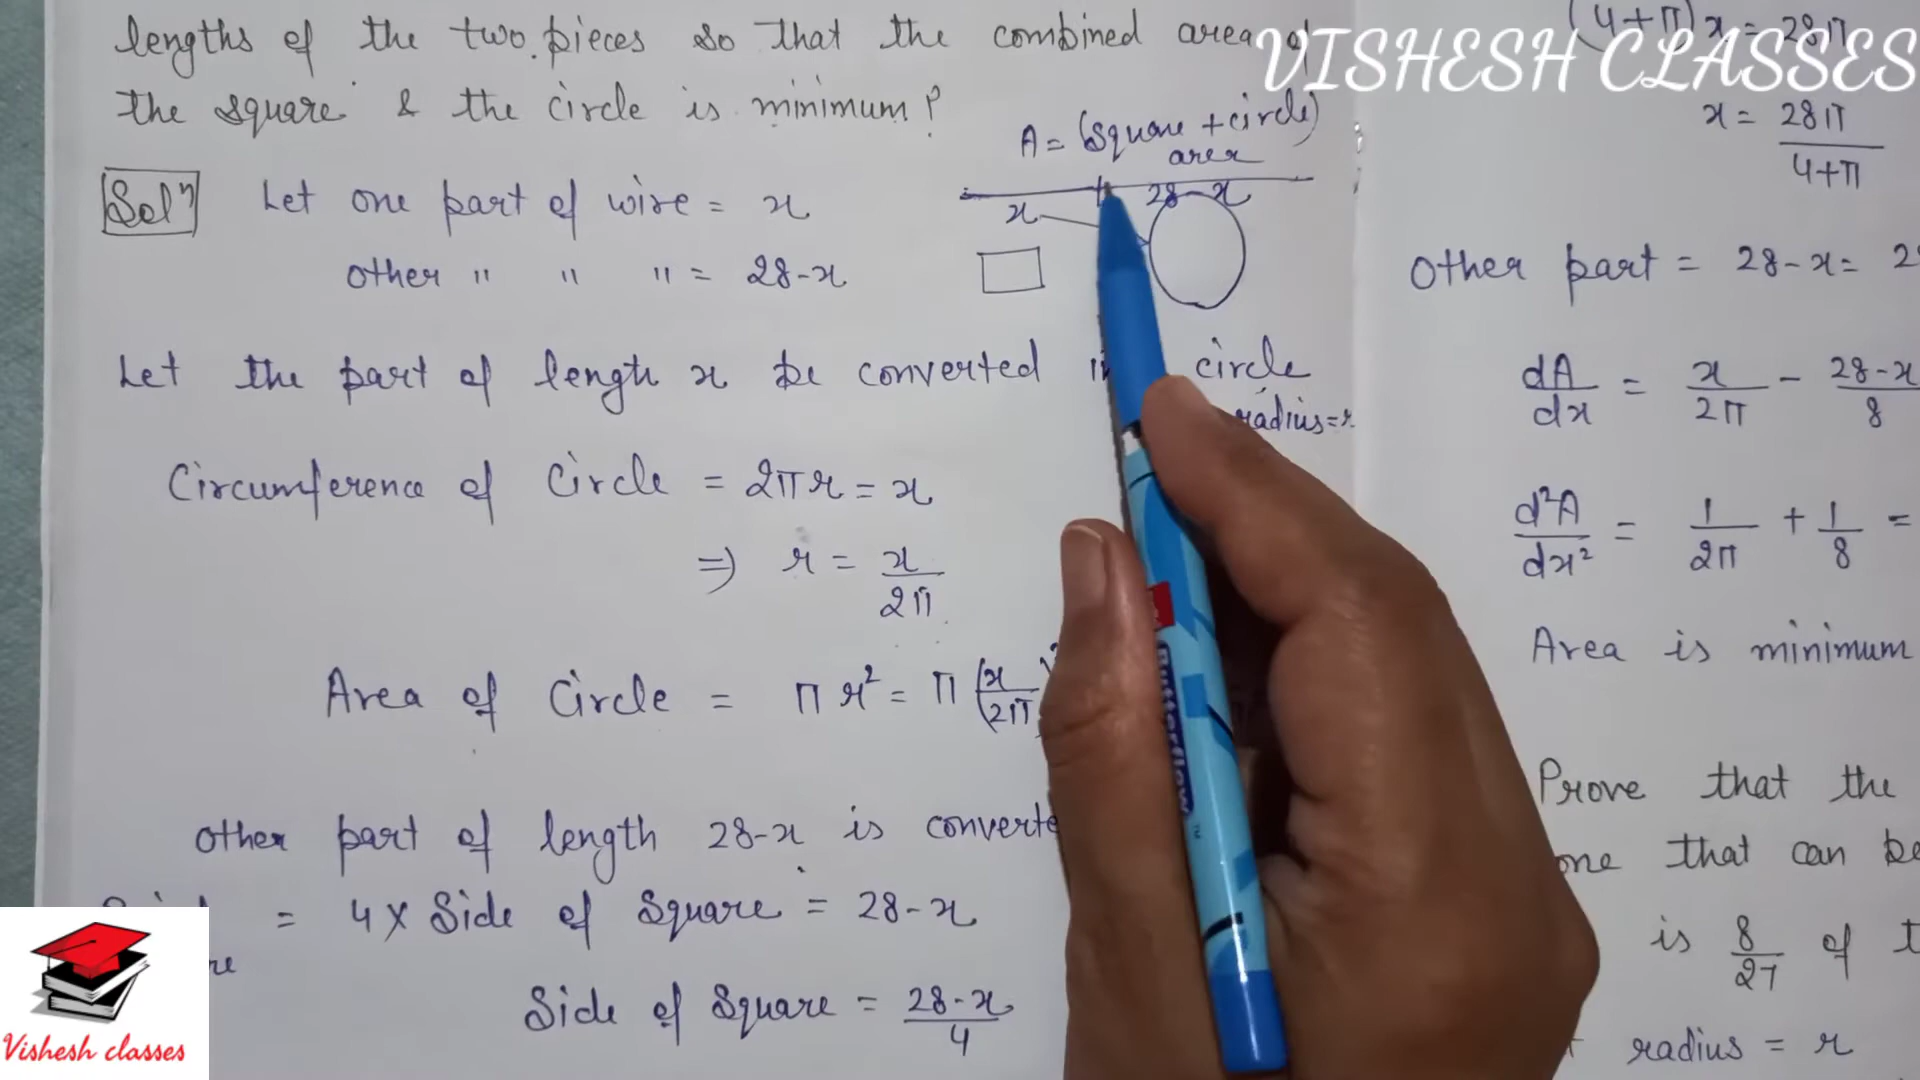 lengths of the two pieces so that the combined area of
the square & the circle is minimum?
A = (square + circle)
area
Solⁿ Let one part of wire = x
x 28-x
other " " " = 28-x
Let the part of length x be converted circle
radius = r
Circumference of Circle = 2πr = x
⇒ r = x/2π
Area of Circle = πr² = π(x/2π)²
other part of length 28-x is
= 4 × Side of Square = 28-x
Side of Square = 28-x/4
(4+π)x = 28π
x = 28π/4+π
Other part = 28-x =
dA/dx = x/2π - 28-x/8
d²A/dx² = 1/2π + 1/8 =
Area is minimum
Prove that the
that can be
is 8/27 of
radius = r
VISHESH CLASSES
Vishesh classes
Butterflow